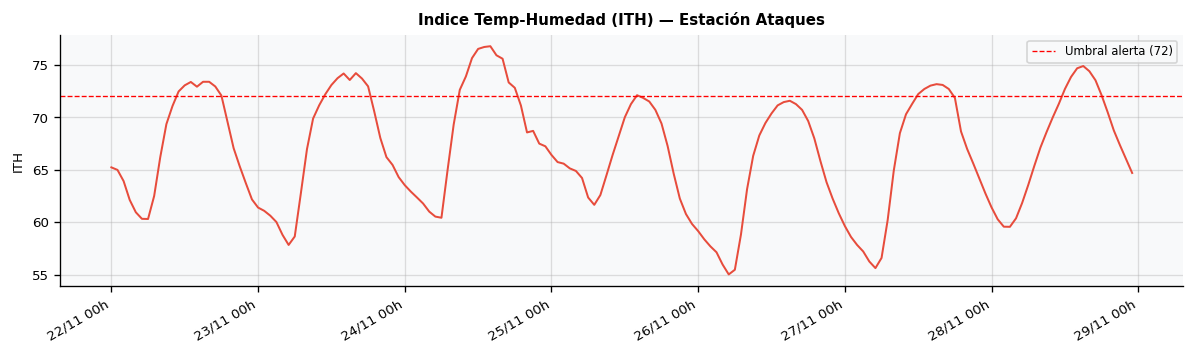 Indice Temp-Humedad (ITH) — Estación Ataques
Umbral alerta (72)
ITH
75
70
65
60
55
22/11 00h
23/11 00h
24/11 00h
25/11 00h
26/11 00h
27/11 00h
28/11 00h
29/11 00h